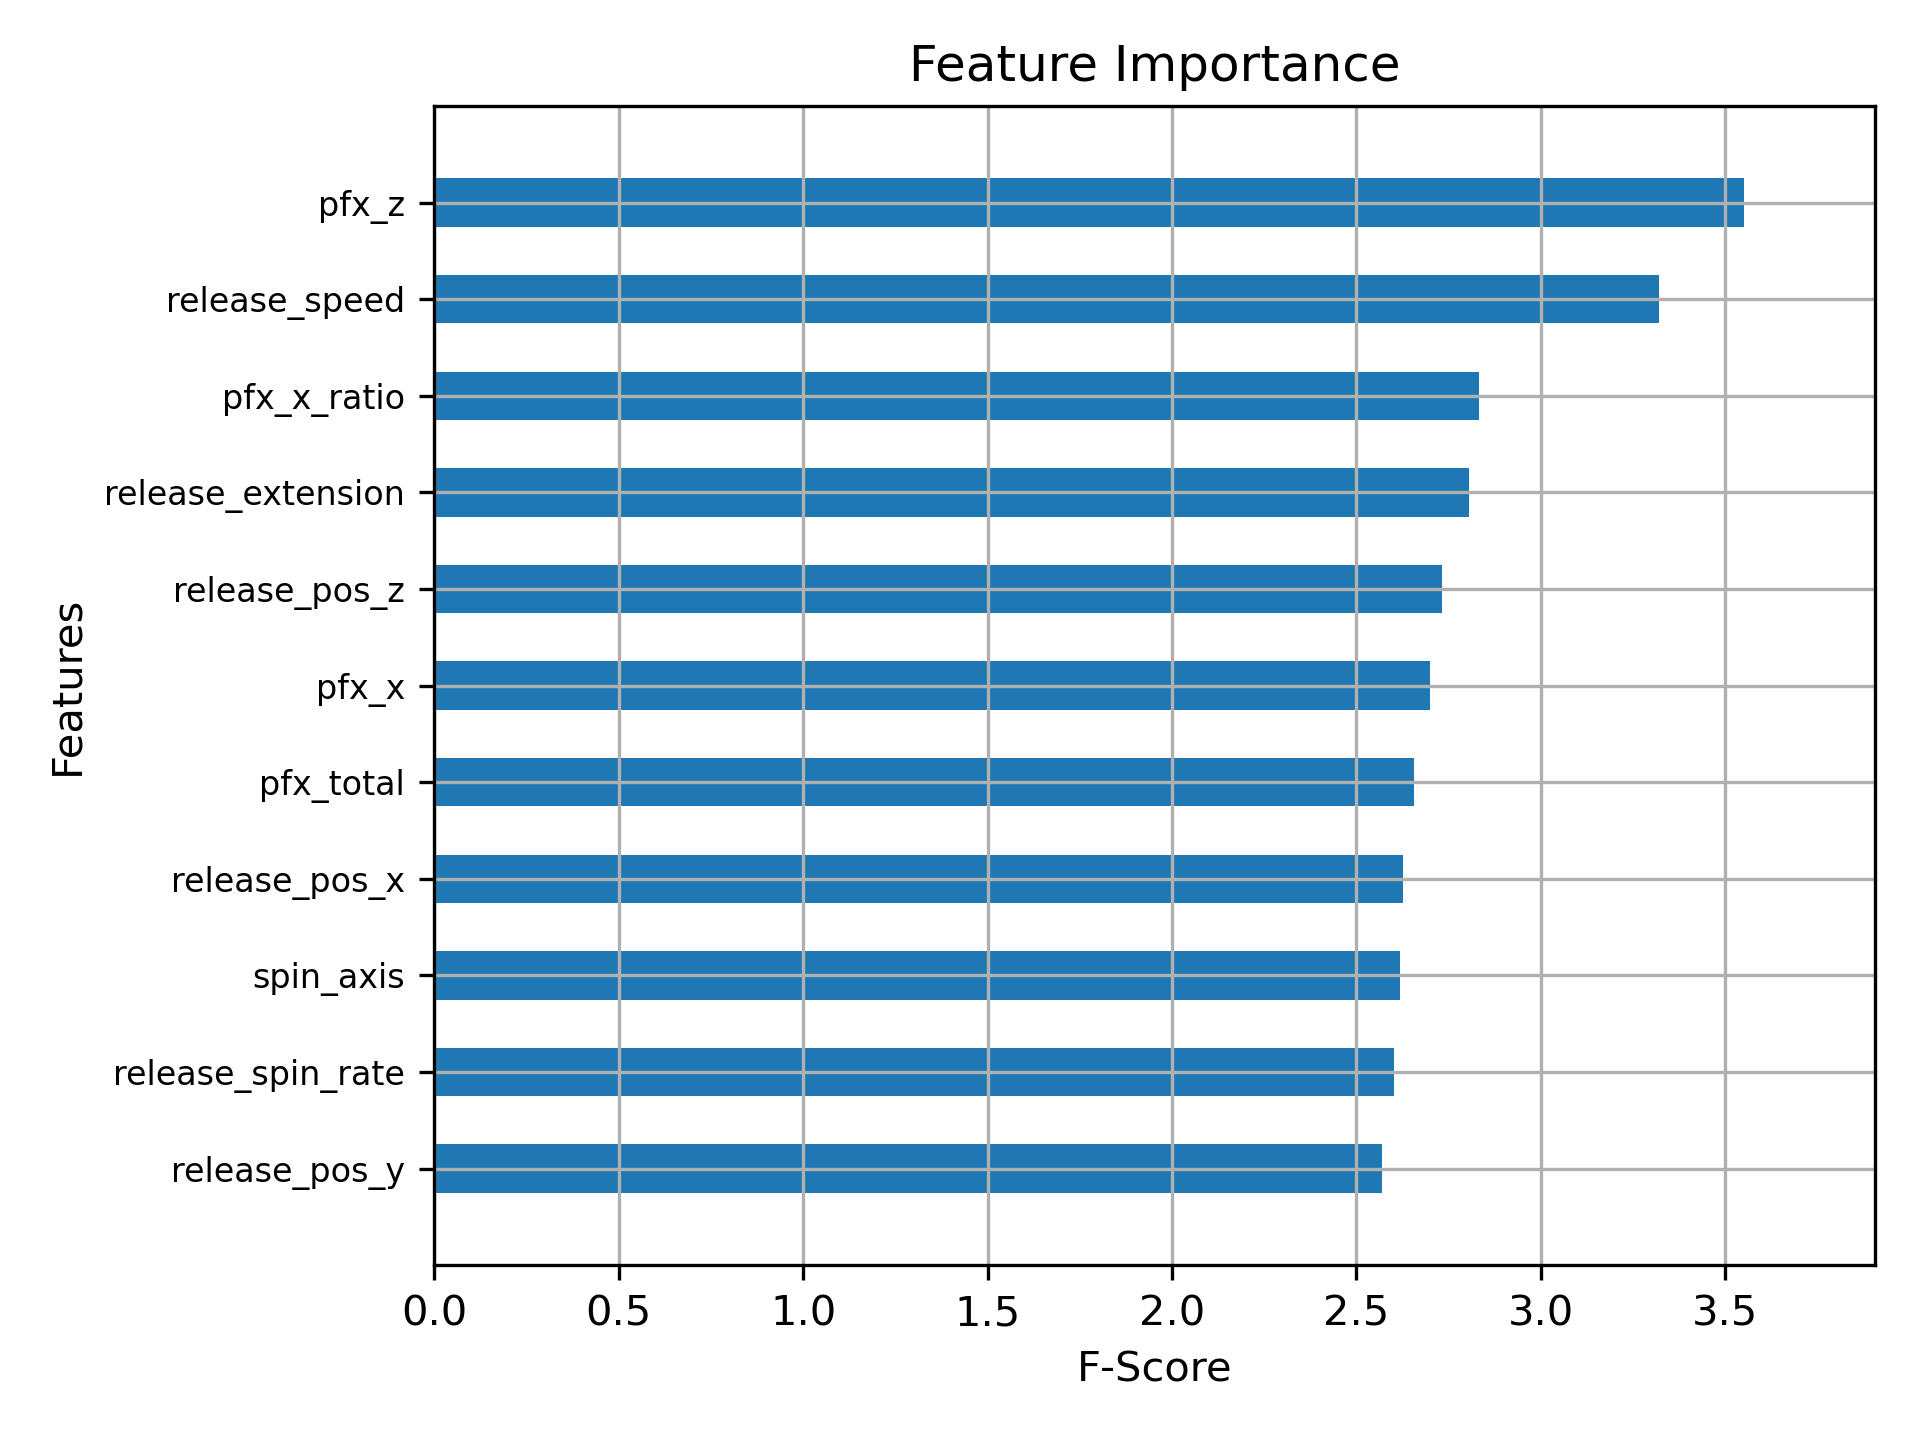 Feature Importance
pfx_z
release_speed
pfx_x_ratio
release_extension
release_pos_z
pfx_x
pfx_total
release_pos_x
spin_axis
release_spin_rate
release_pos_y
Features
0.0 0.5 1.0 1.5 2.0 2.5 3.0 3.5
F-Score